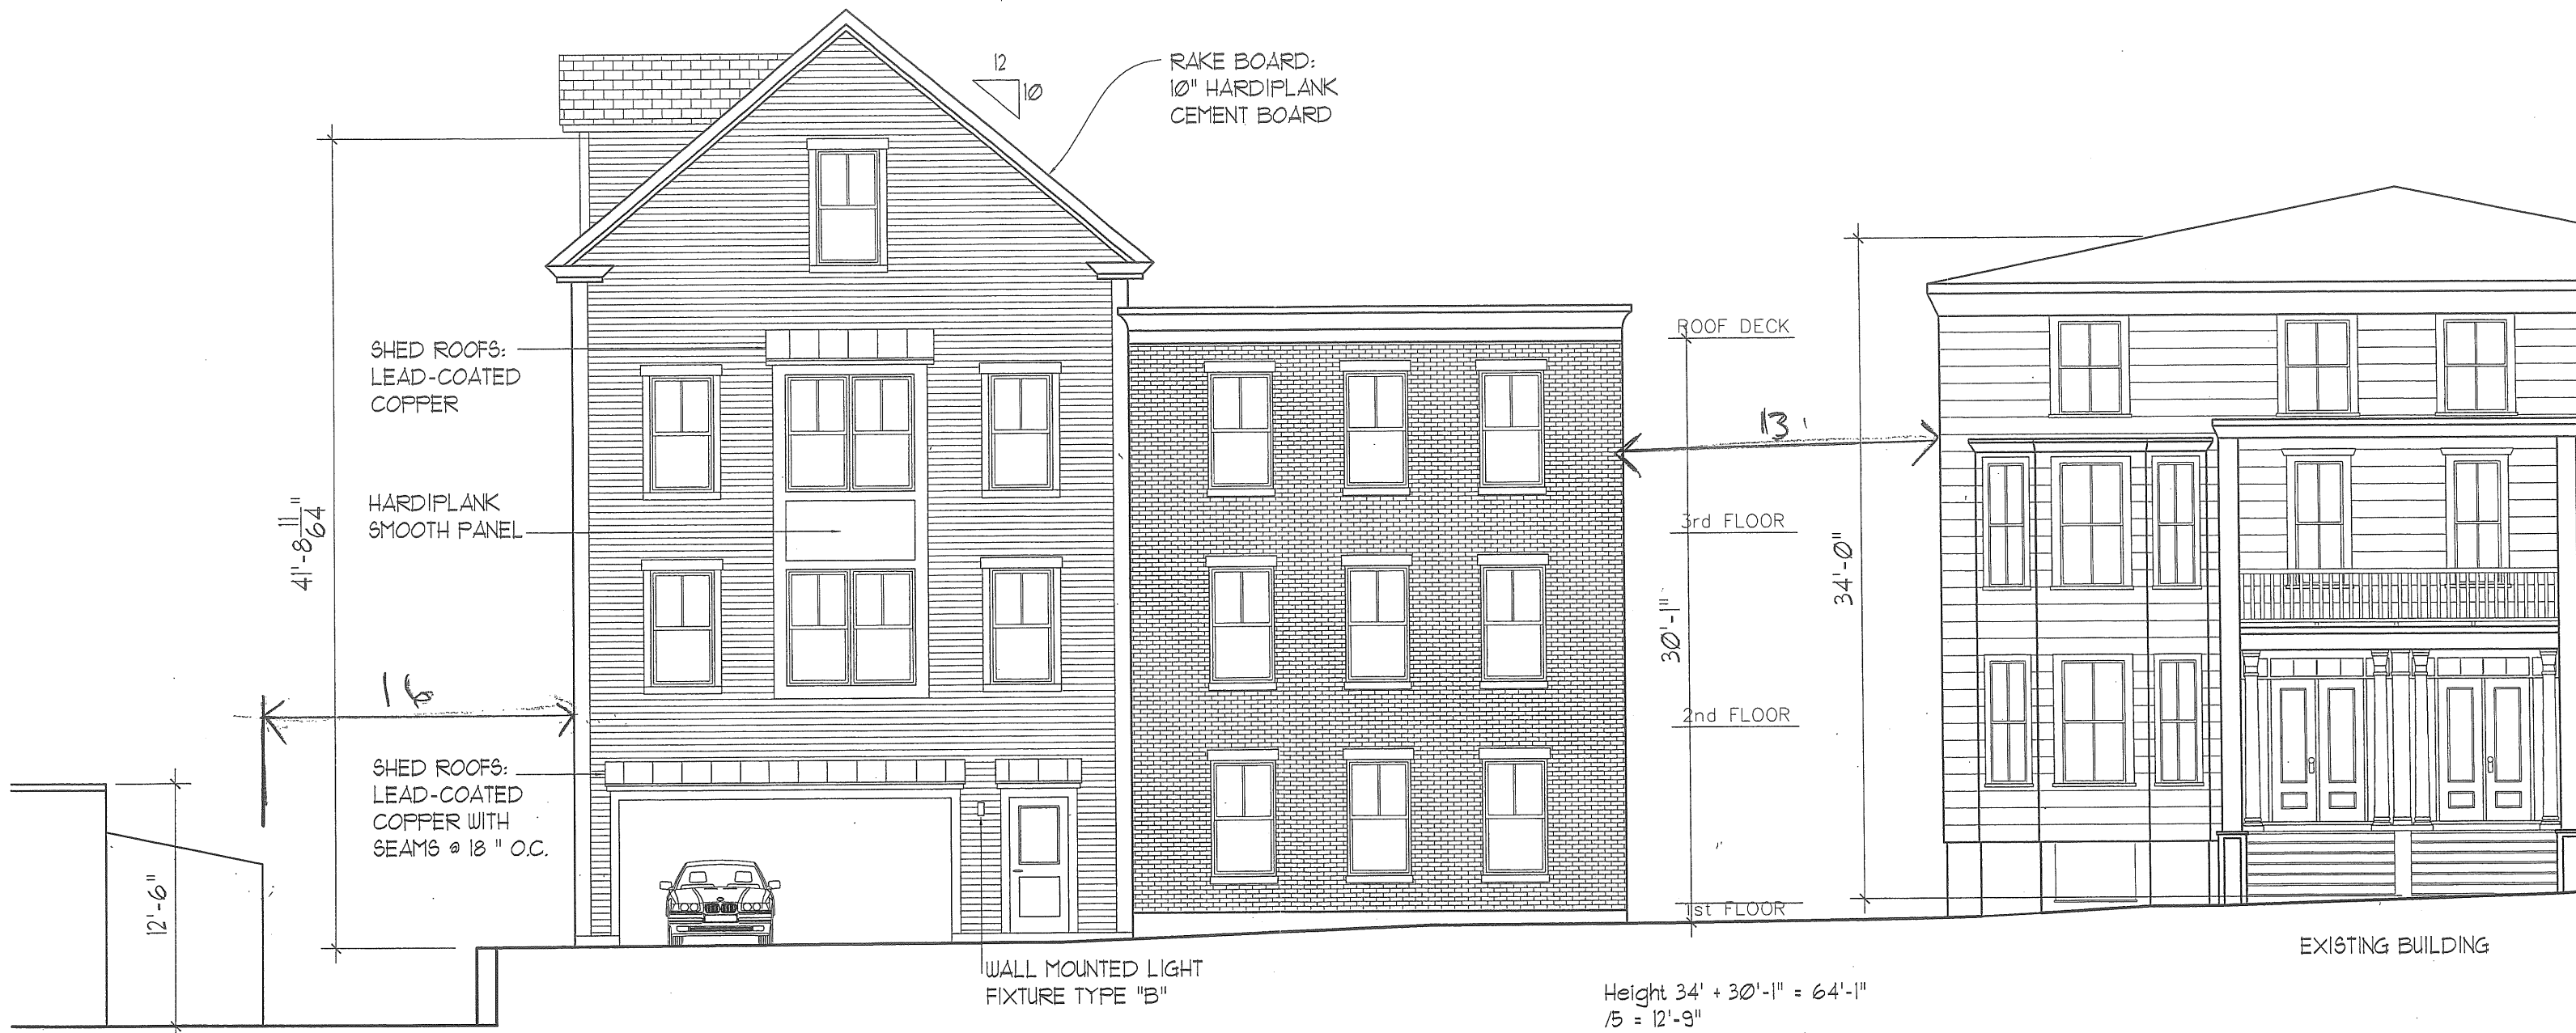 12
10
RAKE BOARD:
10" HARDIPLANK
CEMENT BOARD
SHED ROOFS:
LEAD-COATED
COPPER
ROOF DECK
13'
HARDIPLANK
SMOOTH PANEL
3rd FLOOR
41'-8 11/64"
34'-0"
30'-1"
16
2nd FLOOR
SHED ROOFS:
LEAD-COATED
COPPER WITH
SEAMS @ 18 " O.C.
12'-6"
1st FLOOR
EXISTING BUILDING
WALL MOUNTED LIGHT
FIXTURE TYPE "B"
Height 34' + 30'-1" = 64'-1"
/5 = 12'-9"